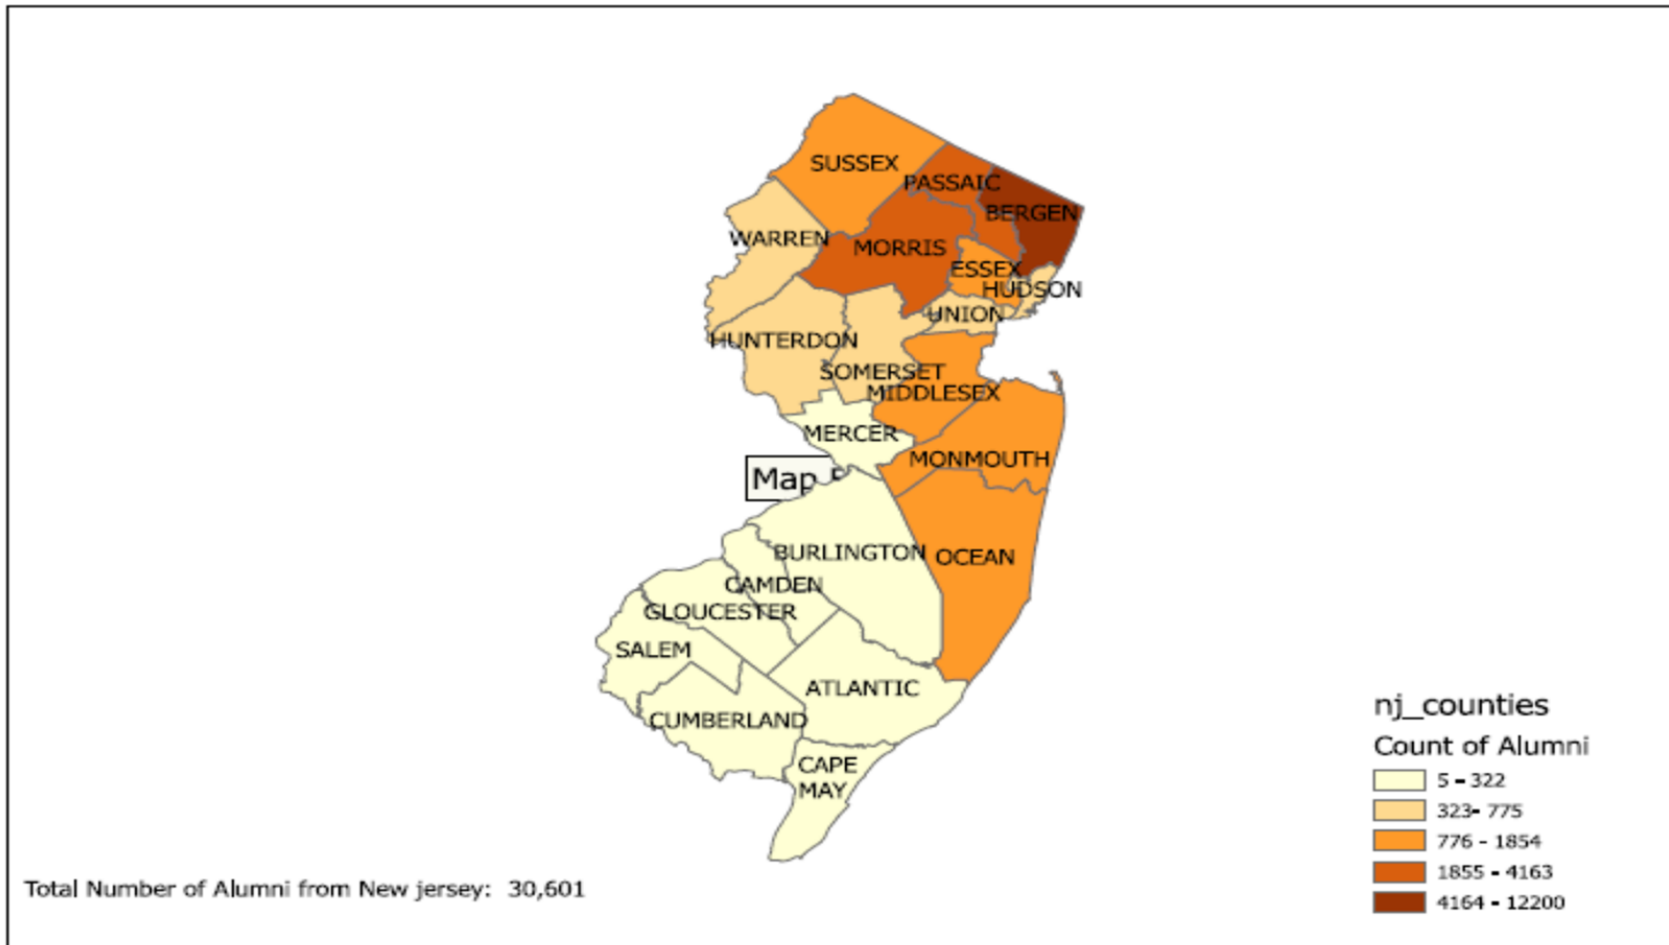 SUSSEX
PASSAIC
BERGEN
WARREN
MORRIS
ESSEX
HUDSON
UNION
HUNTERDON
SOMERSET
MIDDLESEX
MERCER
MONMOUTH
Map
BURLINGTON
OCEAN
CAMDEN
GLOUCESTER
SALEM
ATLANTIC
CUMBERLAND
CAPE
MAY
nj_counties
Count of Alumni
5 - 322
323- 775
776 - 1854
1855 - 4163
4164 - 12200
Total Number of Alumni from New jersey: 30,601